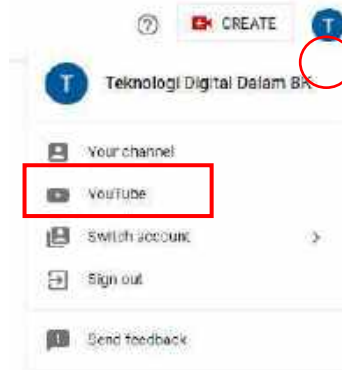 CREATE
T
T
Teknologi Digital Dalam BK
Your channel
YouTube
Switch account
Sign out
Send feedback